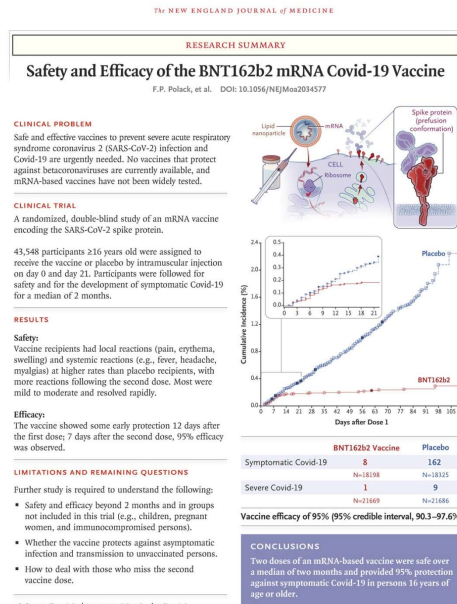 The NEW ENGLAND JOURNAL of MEDICINE
RESEARCH SUMMARY
Safety and Efficacy of the BNT162b2 mRNA Covid-19 Vaccine
F.P. Polack, et al. DOI: 10.1056/NEJMoa2034577
CLINICAL PROBLEM
Safe and effective vaccines to prevent severe acute respiratory
syndrome coronavirus 2 (SARS-CoV-2) infection and
Covid-19 are urgently needed. No vaccines that protect
against betacoronaviruses are currently available, and
mRNA-based vaccines have not been widely tested.
CLINICAL TRIAL
A randomized, double-blind study of an mRNA vaccine
encoding the SARS-CoV-2 spike protein.
43,548 participants ≥16 years old were assigned to
receive the vaccine or placebo by intramuscular injection
on day 0 and day 21. Participants were followed for
safety and for the development of symptomatic Covid-19
for a median of 2 months.
RESULTS
Safety:
Vaccine recipients had local reactions (pain, erythema,
swelling) and systemic reactions (e.g., fever, headache,
myalgias) at higher rates than placebo recipients, with
more reactions following the second dose. Most were
mild to moderate and resolved rapidly.
Efficacy:
The vaccine showed some early protection 12 days after
the first dose; 7 days after the second dose, 95% efficacy
was observed.
LIMITATIONS AND REMAINING QUESTIONS
Further study is required to understand the following:
▪ Safety and efficacy beyond 2 months and in groups
not included in this trial (e.g., children, pregnant
women, and immunocompromised persons).
▪ Whether the vaccine protects against asymptomatic
infection and transmission to unvaccinated persons.
▪ How to deal with those who miss the second
vaccine dose.
Lipid
nanoparticle
mRNA
CELL
Ribosome
Spike protein
(prefusion
conformation)
Cumulative Incidence (%)
2.4
2.0
1.6
1.2
0.8
0.4
0.0
0.5
0.4
0.3
0.2
0.1
0.0
0 3 6 9 12 15 18 21
Placebo
BNT162b2
0 7 14 21 28 35 42 49 56 63 70 77 84 91 98 105
Days after Dose 1
BNT162b2 Vaccine Placebo
Symptomatic Covid-19 8 162
N=18198 N=18325
Severe Covid-19 1 9
N=21669 N=21686
Vaccine efficacy of 95% (95% credible interval, 90.3–97.6%
CONCLUSIONS
Two doses of an mRNA-based vaccine were safe over
a median of two months and provided 95% protection
against symptomatic Covid-19 in persons 16 years of
age or older.